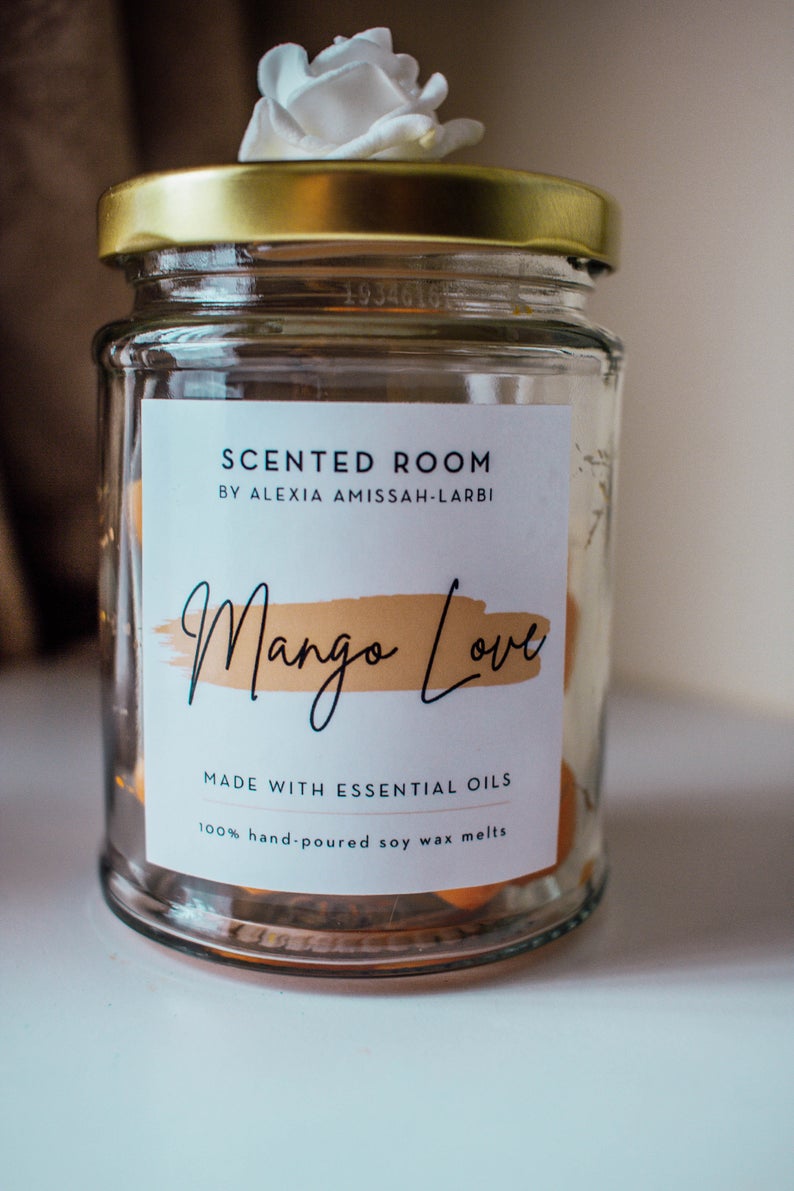 SCENTED ROOM
BY ALEXIA AMISSAH-LARBI
Mango Love
MADE WITH ESSENTIAL OILS
100% hand-poured soy wax melts